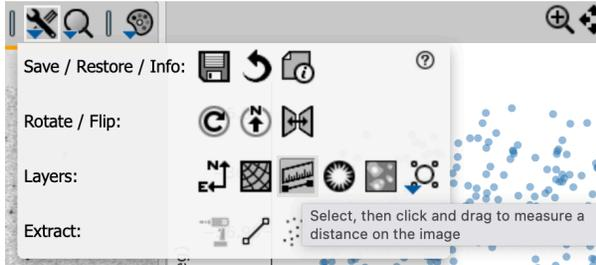 Save / Restore / Info:
?
Rotate / Flip:
N
Layers:
N
E
Select, then click and drag to measure a
distance on the image
Extract: